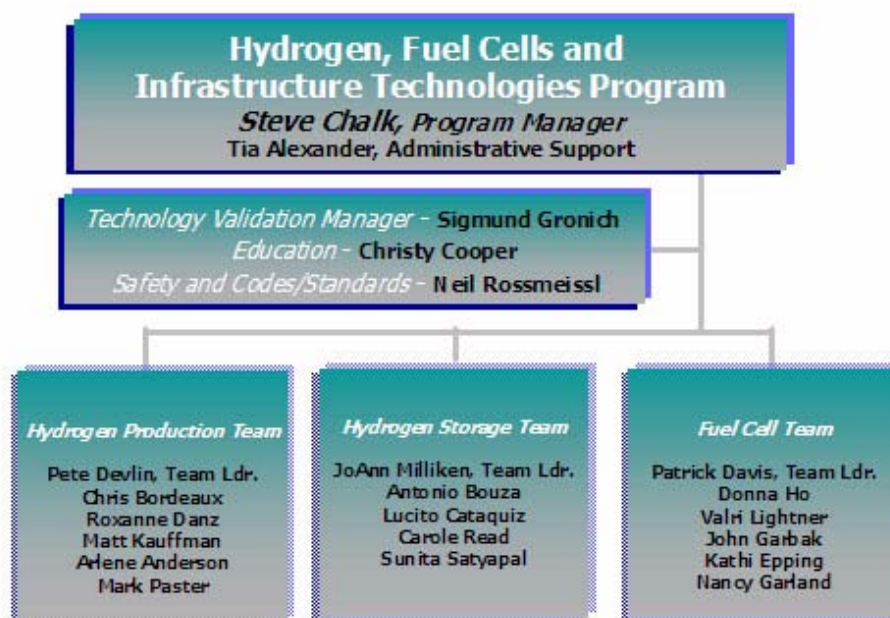 Hydrogen, Fuel Cells and
Infrastructure Technologies Program
Steve Chalk, Program Manager
Tia Alexander, Administrative Support
Technology Validation Manager - Sigmund Gronich
Education - Christy Cooper
Safety and Codes/Standards - Neil Rossmeissl
Hydrogen Production Team
Pete Devlin, Team Ldr.
Chris Bordeaux
Roxanne Danz
Matt Kauffman
Arlene Anderson
Mark Paster
Hydrogen Storage Team
JoAnn Milliken, Team Ldr.
Antonio Bouza
Lucito Cataquiz
Carole Read
Sunita Satyapal
Fuel Cell Team
Patrick Davis, Team Ldr.
Donna Ho
Valri Lightner
John Garbak
Kathi Epping
Nancy Garland